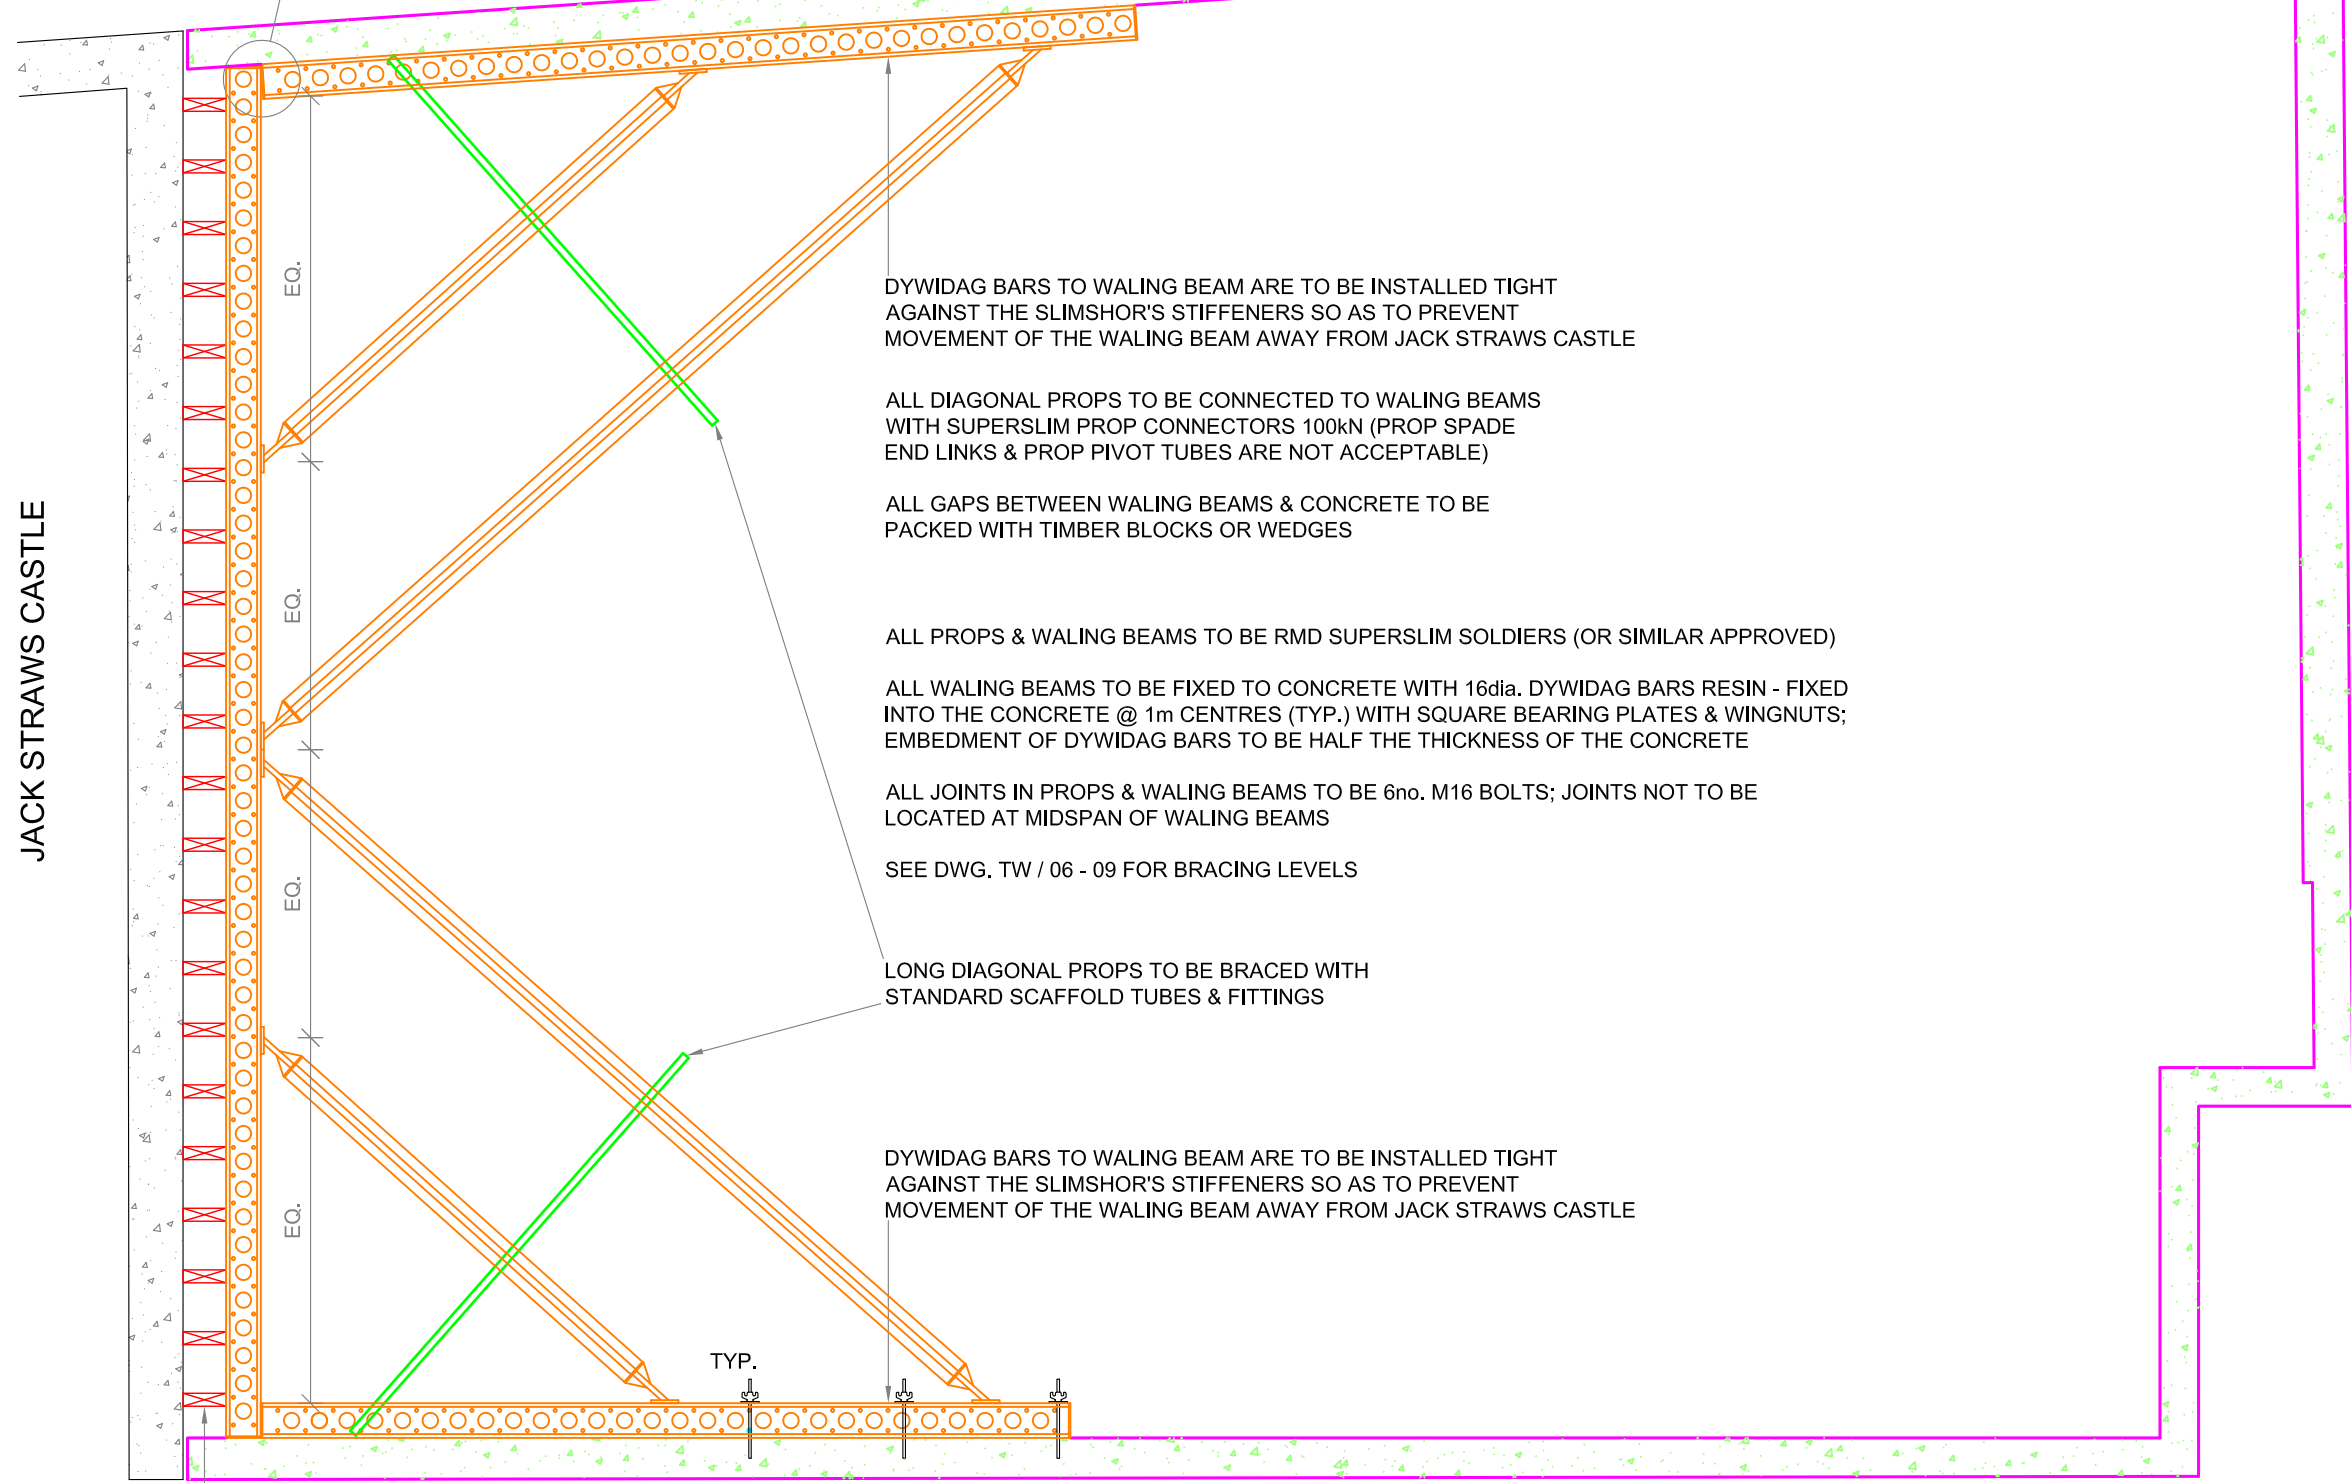 JACK STRAWS CASTLE
EQ.
EQ.
EQ.
EQ.
DYWIDAG BARS TO WALING BEAM ARE TO BE INSTALLED TIGHT
AGAINST THE SLIMSHOR'S STIFFENERS SO AS TO PREVENT
MOVEMENT OF THE WALING BEAM AWAY FROM JACK STRAWS CASTLE
ALL DIAGONAL PROPS TO BE CONNECTED TO WALING BEAMS
WITH SUPERSLIM PROP CONNECTORS 100kN (PROP SPADE
END LINKS & PROP PIVOT TUBES ARE NOT ACCEPTABLE)
ALL GAPS BETWEEN WALING BEAMS & CONCRETE TO BE
PACKED WITH TIMBER BLOCKS OR WEDGES
ALL PROPS & WALING BEAMS TO BE RMD SUPERSLIM SOLDIERS (OR SIMILAR APPROVED)
ALL WALING BEAMS TO BE FIXED TO CONCRETE WITH 16dia. DYWIDAG BARS RESIN - FIXED
INTO THE CONCRETE @ 1m CENTRES (TYP.) WITH SQUARE BEARING PLATES & WINGNUTS;
EMBEDMENT OF DYWIDAG BARS TO BE HALF THE THICKNESS OF THE CONCRETE
ALL JOINTS IN PROPS & WALING BEAMS TO BE 6no. M16 BOLTS; JOINTS NOT TO BE
LOCATED AT MIDSPAN OF WALING BEAMS
SEE DWG. TW / 06 - 09 FOR BRACING LEVELS
LONG DIAGONAL PROPS TO BE BRACED WITH
STANDARD SCAFFOLD TUBES & FITTINGS
DYWIDAG BARS TO WALING BEAM ARE TO BE INSTALLED TIGHT
AGAINST THE SLIMSHOR'S STIFFENERS SO AS TO PREVENT
MOVEMENT OF THE WALING BEAM AWAY FROM JACK STRAWS CASTLE
TYP.